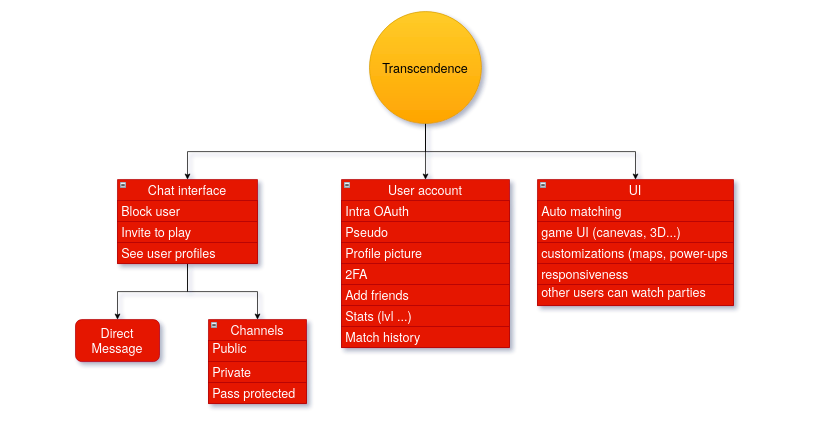 Transcendence
Chat interface
Block user
Invite to play
See user profiles
Direct
Message
Channels
Public
Private
Pass protected
User account
Intra OAuth
Pseudo
Profile picture
2FA
Add friends
Stats (lvl ...)
Match history
UI
Auto matching
game UI (canevas, 3D...)
customizations (maps, power-ups
responsiveness
other users can watch parties